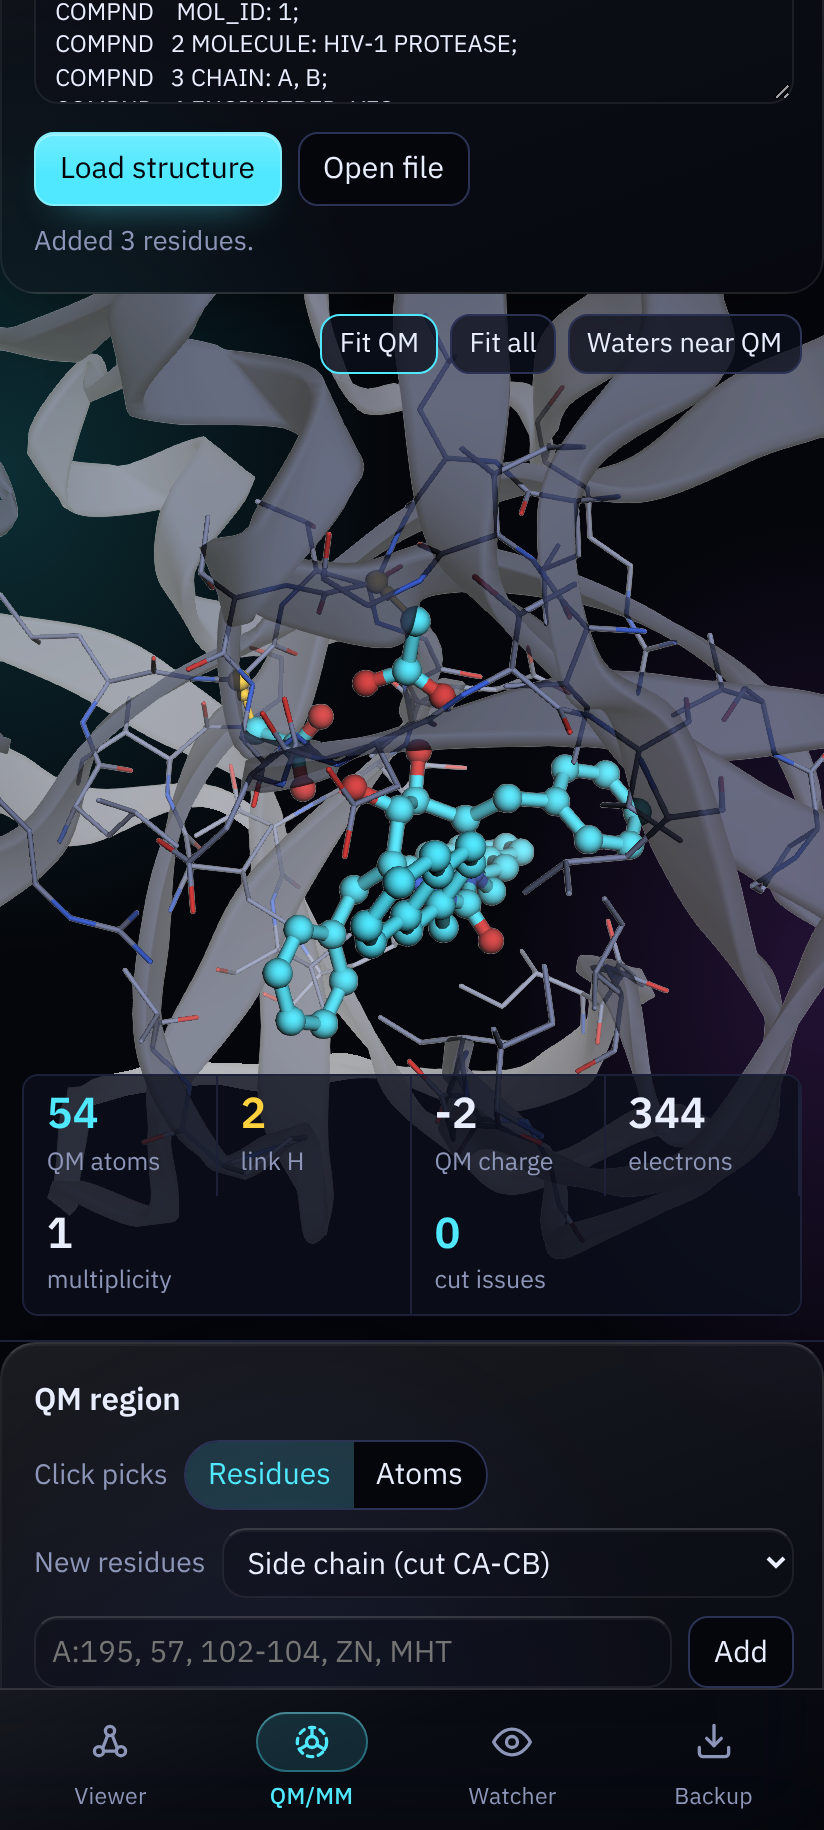 COMPND MOL_ID: 1;
COMPND 2 MOLECULE: HIV-1 PROTEASE;
COMPND 3 CHAIN: A, B;
Load structure
Open file
Added 3 residues.
Fit QM
Fit all
Waters near QM
54
QM atoms
2
link H
-2
QM charge
344
electrons
1
multiplicity
0
cut issues
QM region
Click picks
Residues
Atoms
New residues
Side chain (cut CA-CB)
A:195, 57, 102-104, ZN, MHT
Add
Viewer
QM/MM
Watcher
Backup